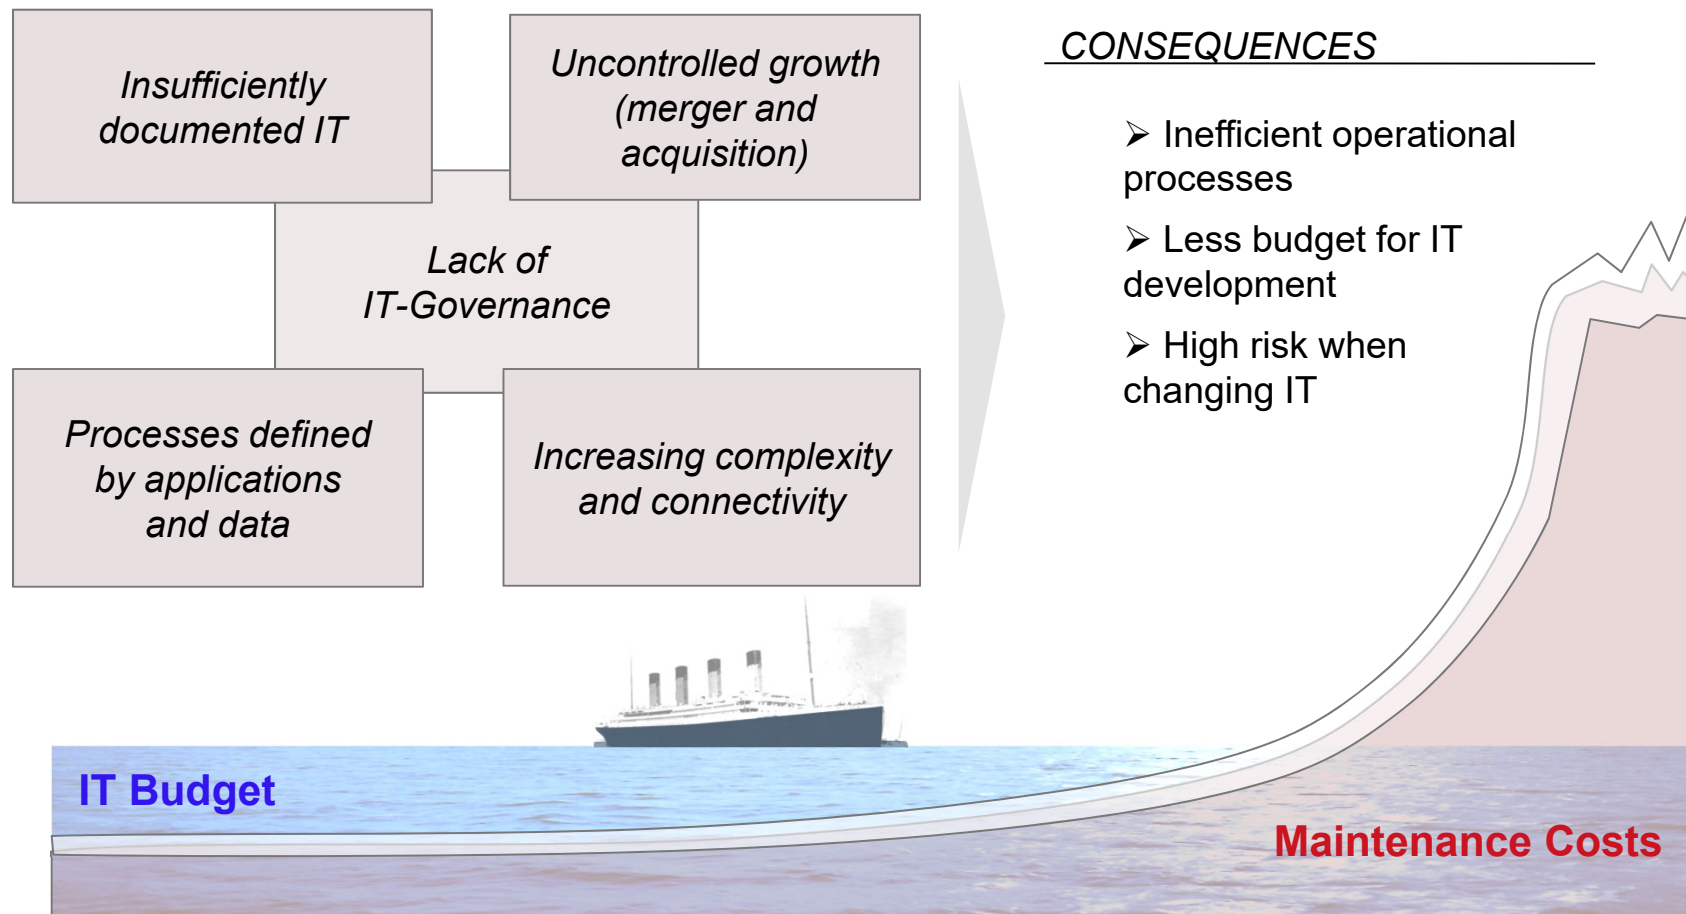 Insufficiently
documented IT
Uncontrolled growth
(merger and
acquisition)
Lack of
IT-Governance
Processes defined
by applications
and data
Increasing complexity
and connectivity
CONSEQUENCES
➢ Inefficient operational
processes
➢ Less budget for IT
development
➢ High risk when
changing IT
IT Budget
Maintenance Costs